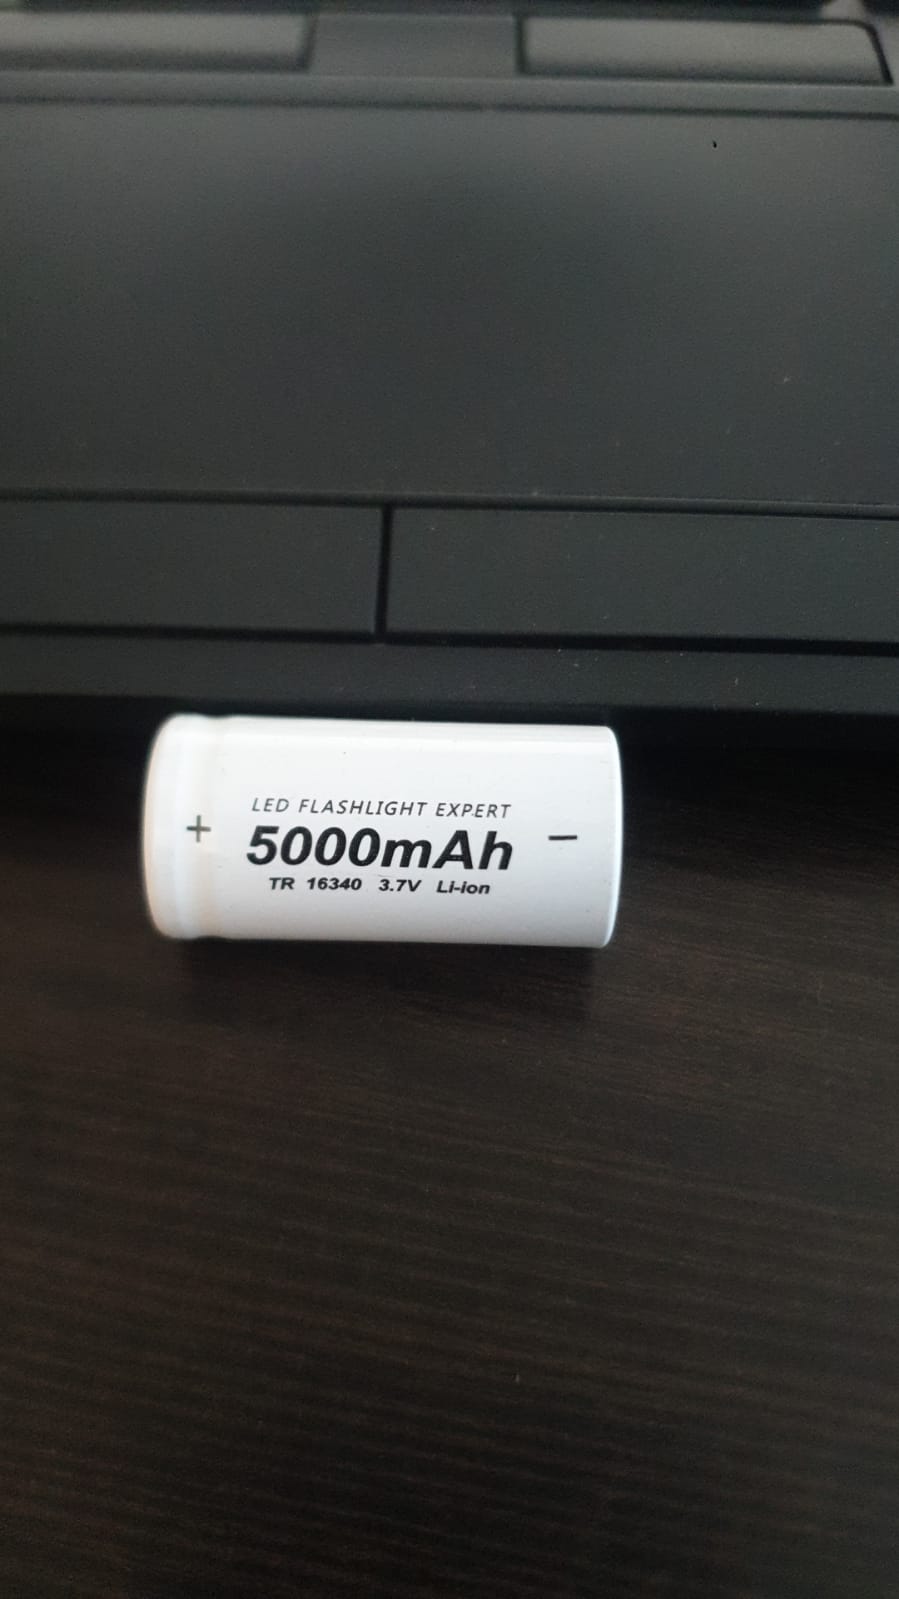 LED FLASHLIGHT EXPERT
+ 5000mAh −
TR 16340 3.7V Li-ion